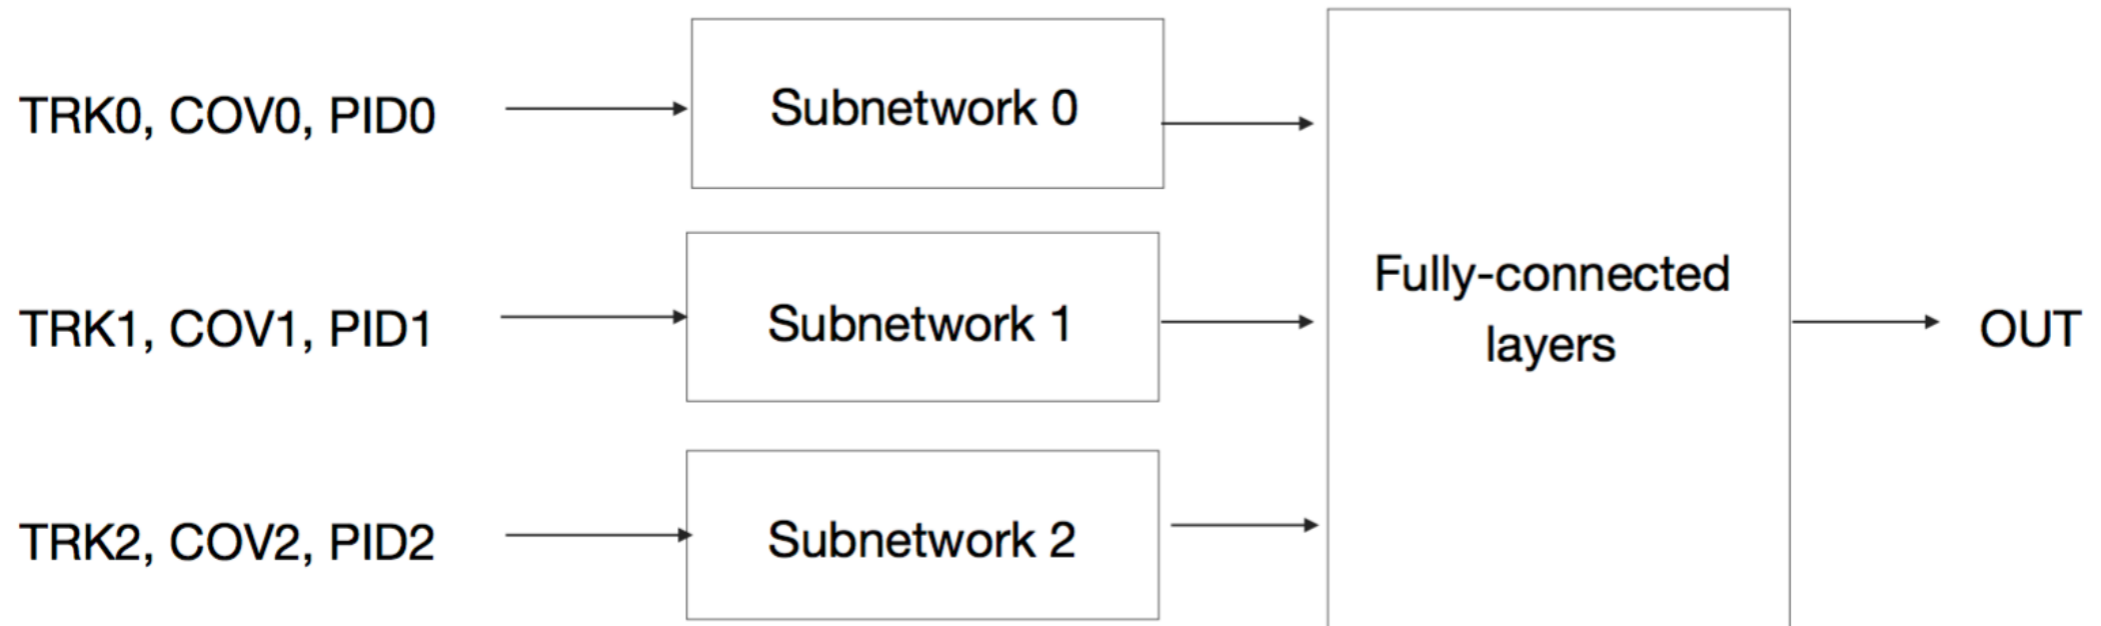 TRK0, COV0, PID0
Subnetwork 0
TRK1, COV1, PID1
Subnetwork 1
TRK2, COV2, PID2
Subnetwork 2
Fully-connected
layers
OUT